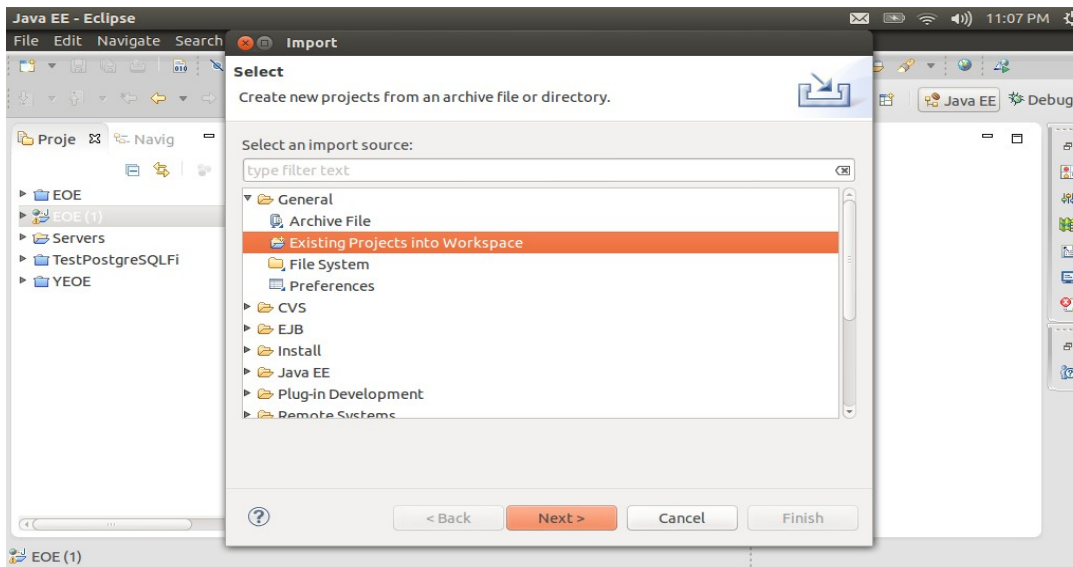 Java EE - Eclipse
11:07 PM
File Edit Navigate Search
Import
Select
Create new projects from an archive file or directory.
Java EE
Debug
Proje
Navig
Select an import source:
type filter text
EOE
EOE (1)
Servers
TestPostgreSQLFi
YEOE
General
Archive File
Existing Projects into Workspace
File System
Preferences
CVS
EJB
Install
Java EE
Plug-in Development
Remote Systems
?
< Back
Next >
Cancel
Finish
EOE (1)